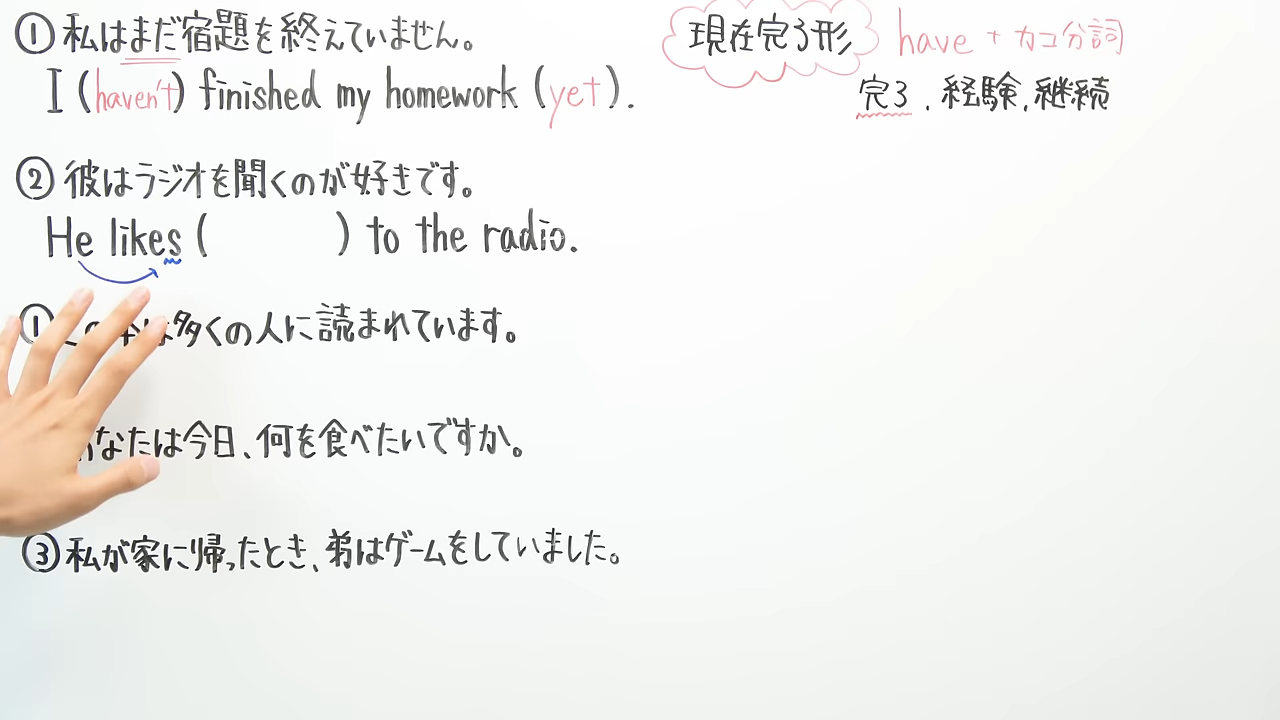 ① 私はまだ宿題を終えていません。
I (haven't) finished my homework (yet).
② 彼はラジオを聞くのが好きです。
He likes ( ) to the radio.
① は多くの人に読まれています。
なたは今日、何を食べたいですか。
③ 私が家に帰ったとき、弟はゲームをしていました。
現在完了形 have + カコ分詞
完了、経験、継続